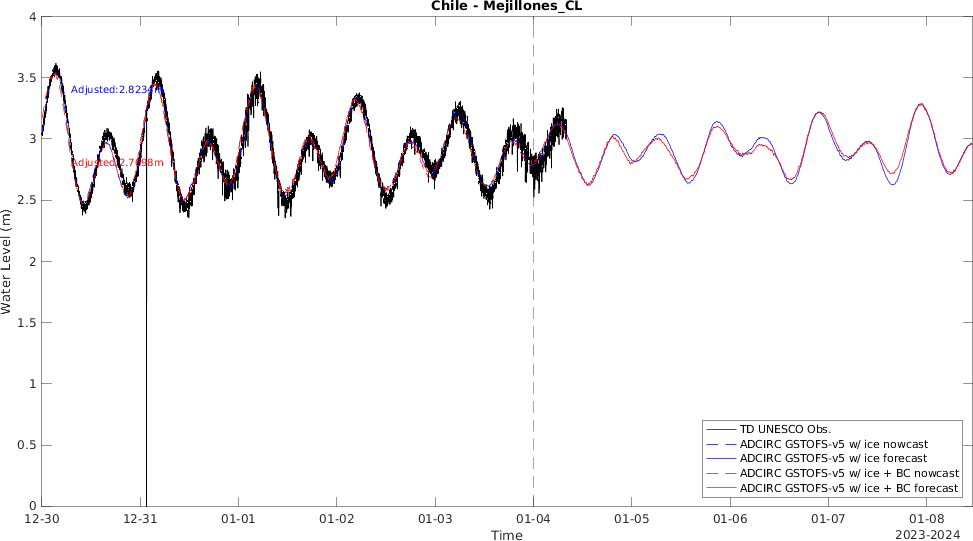 Chile - Mejillones_CL
4
3.5
3
2.5
2
1.5
1
0.5
0
Water Level (m)
Adjusted:2.8234m
Adjusted:2.7698m
TD UNESCO Obs.
ADCIRC GSTOFS-v5 w/ ice nowcast
ADCIRC GSTOFS-v5 w/ ice forecast
ADCIRC GSTOFS-v5 w/ ice + BC nowcast
ADCIRC GSTOFS-v5 w/ ice + BC forecast
12-30 12-31 01-01 01-02 01-03 01-04 01-05 01-06 01-07 01-08
Time
2023-2024